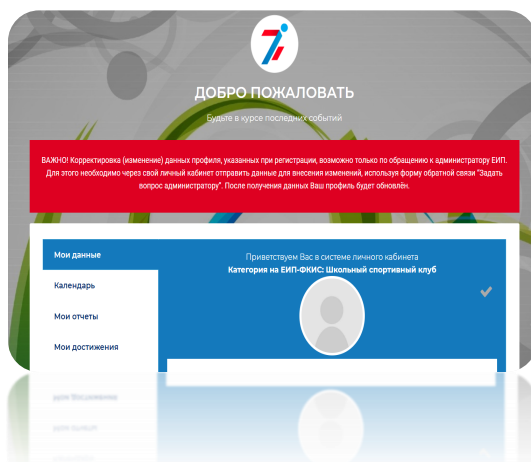 ДОБРО ПОЖАЛОВАТЬ
Будьте в курсе последних событий
ВАЖНО! Корректировка (изменение) данных профиля, указанных при регистрации, возможно только по обращению к администратору ЕИП.
Для этого необходимо через свой личный кабинет отправить данные для внесения изменений, используя форму обратной связи "Задать
вопрос администратору". После получения данных Ваш профиль будет обновлён.
Мои данные
Приветствуем Вас в системе личного кабинета
Категория на ЕИП-ФКИС: Школьный спортивный клуб
Календарь
Мои отчеты
Мои достижения